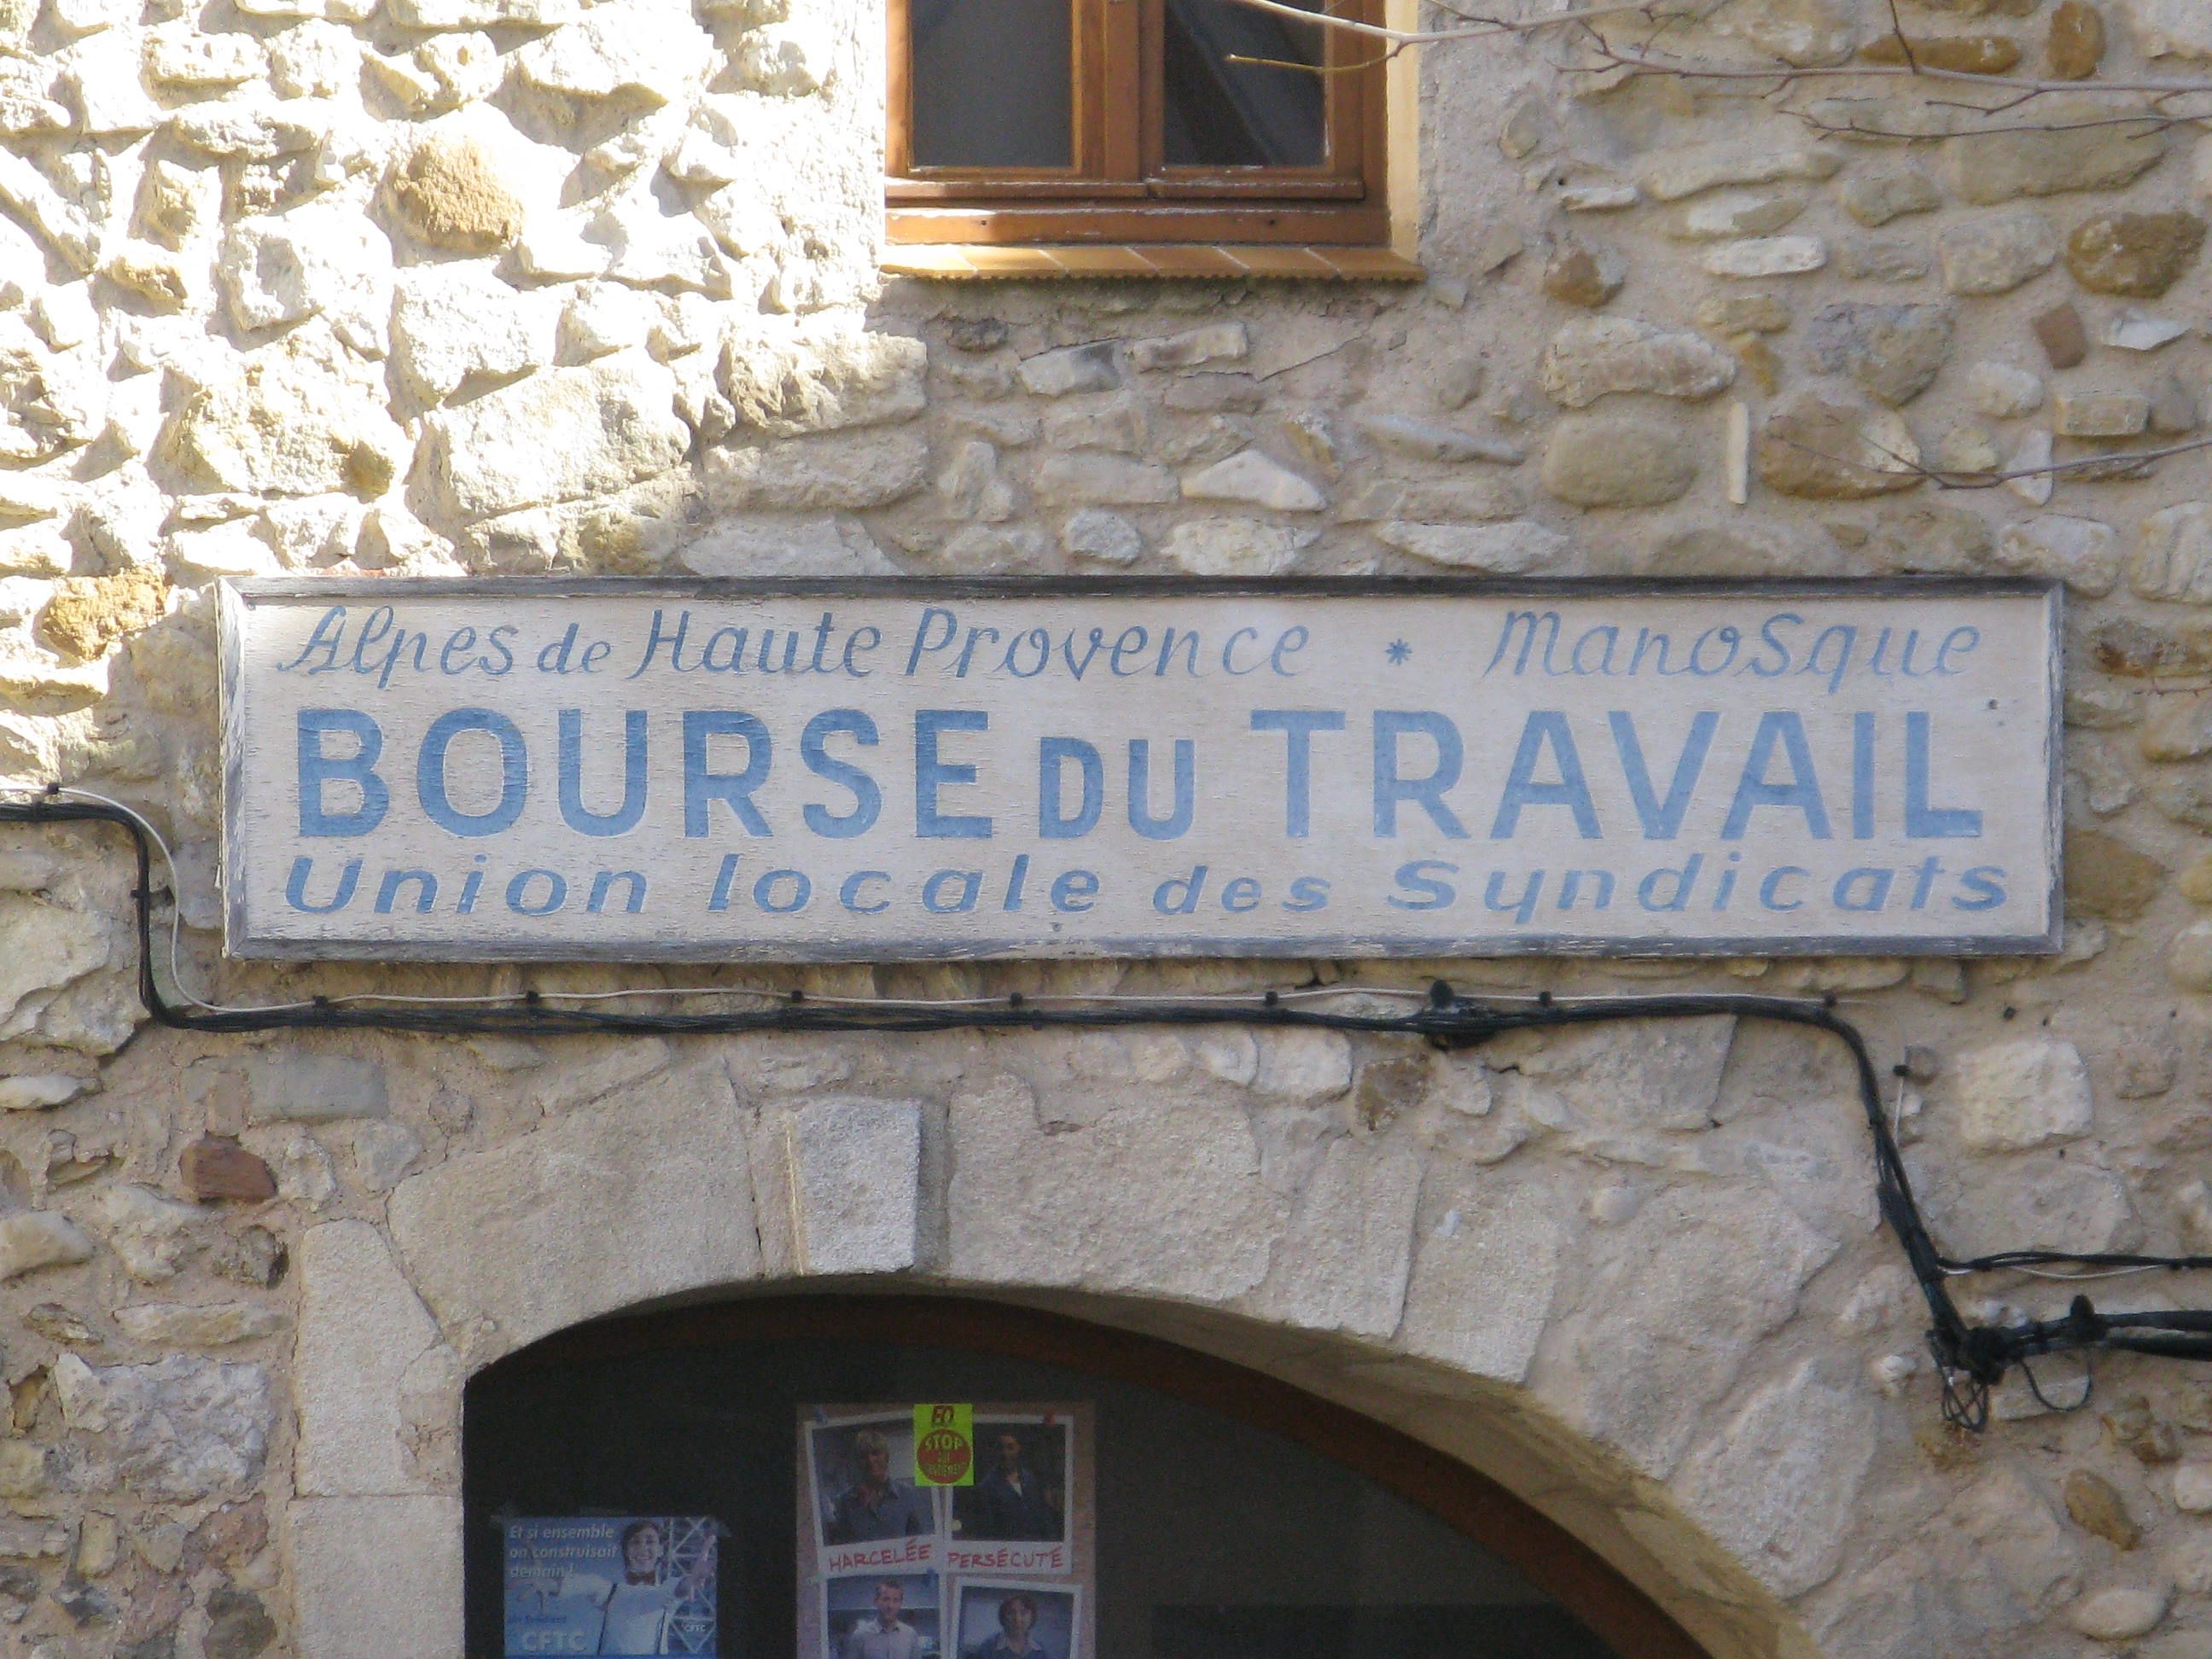 Alpes de Haute Provence * Manosque
BOURSE DU TRAVAIL
Union locale des Syndicats
FO
STOP
HARCELÉE PERSÉCUTÉ
Et si ensemble
on construisait
demain !
CFTC
CFTC